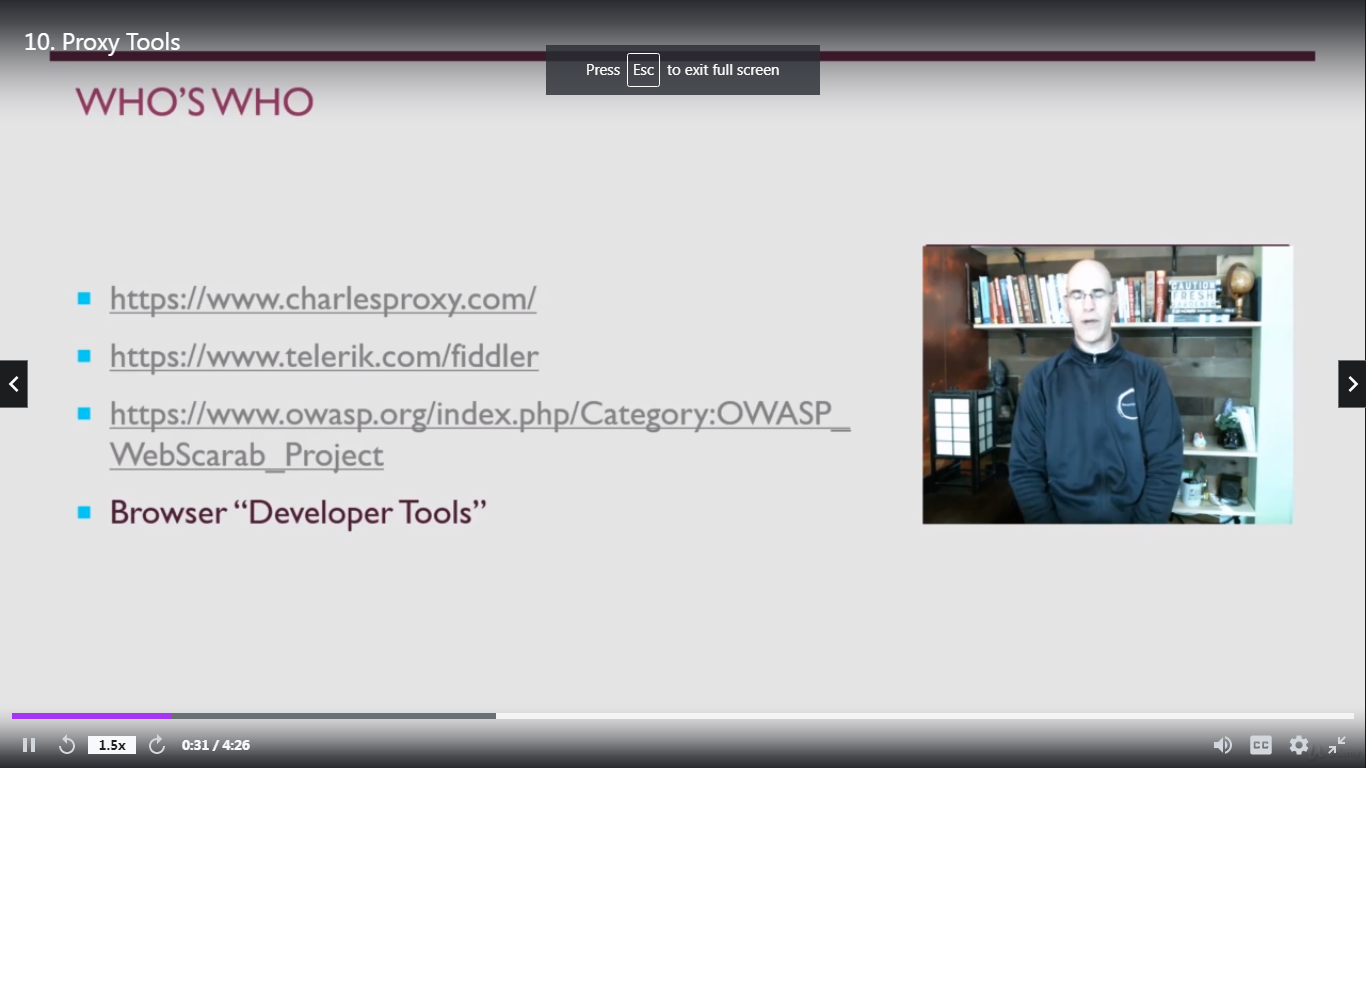 10. Proxy Tools
Press Esc to exit full screen
WHO'S WHO
https://www.charlesproxy.com/
https://www.telerik.com/fiddler
https://www.owasp.org/index.php/Category:OWASP_
WebScarab_Project
Browser “Developer Tools”
CAUTION
FRESH
1.5x
0:31 / 4:26
CC